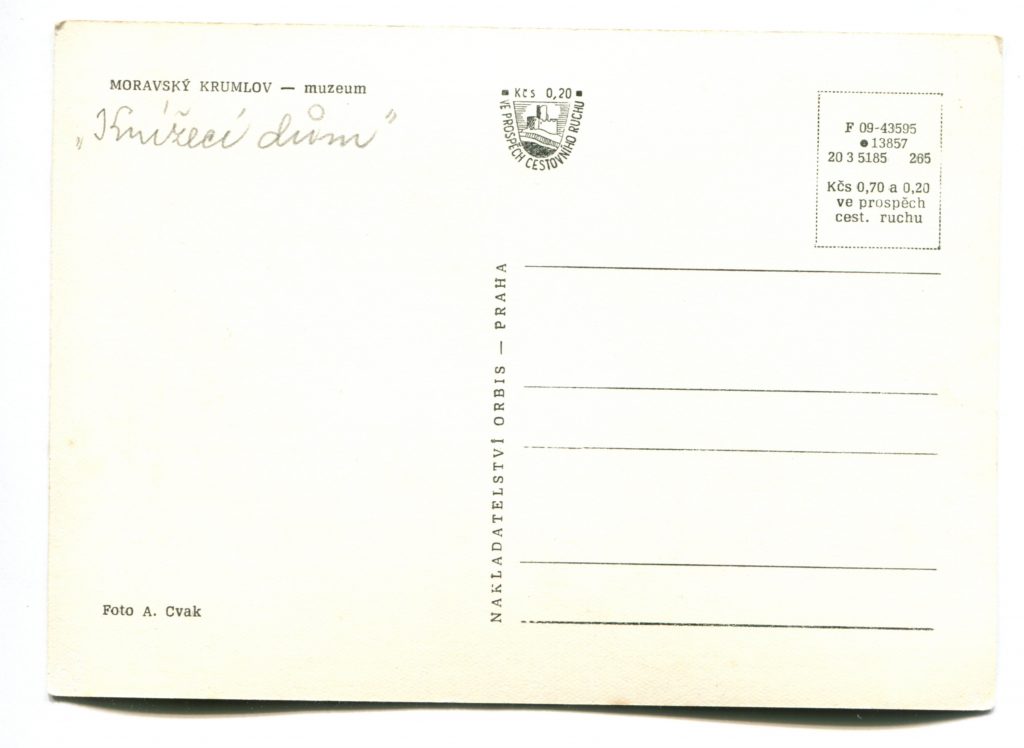 MORAVSKÝ KRUMLOV — muzeum
„Knížecí dům”
Kčs 0,20
VE PROSPĚCH CESTOVNÍHO RUCHU
F 09-43595
●13857
20 3 5185 265
Kčs 0,70 a 0,20
ve prospěch
cest. ruchu
NAKLADATELSTVÍ ORBIS — PRAHA
Foto A. Cvak